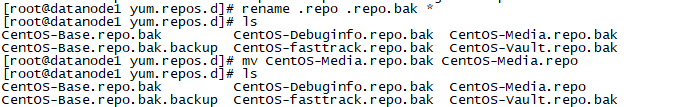 [root@datanode1 yum.repos.d]# rename .repo .repo.bak *
[root@datanode1 yum.repos.d]# ls
CentOS-Base.repo.bak         CentOS-Debuginfo.repo.bak  CentOS-Media.repo.bak
CentOS-Base.repo.bak.backup  CentOS-fasttrack.repo.bak  CentOS-Vault.repo.bak
[root@datanode1 yum.repos.d]# mv CentOS-Media.repo.bak CentOS-Media.repo
[root@datanode1 yum.repos.d]# ls
CentOS-Base.repo.bak         CentOS-Debuginfo.repo.bak  CentOS-Media.repo
CentOS-Base.repo.bak.backup  CentOS-fasttrack.repo.bak  CentOS-Vault.repo.bak